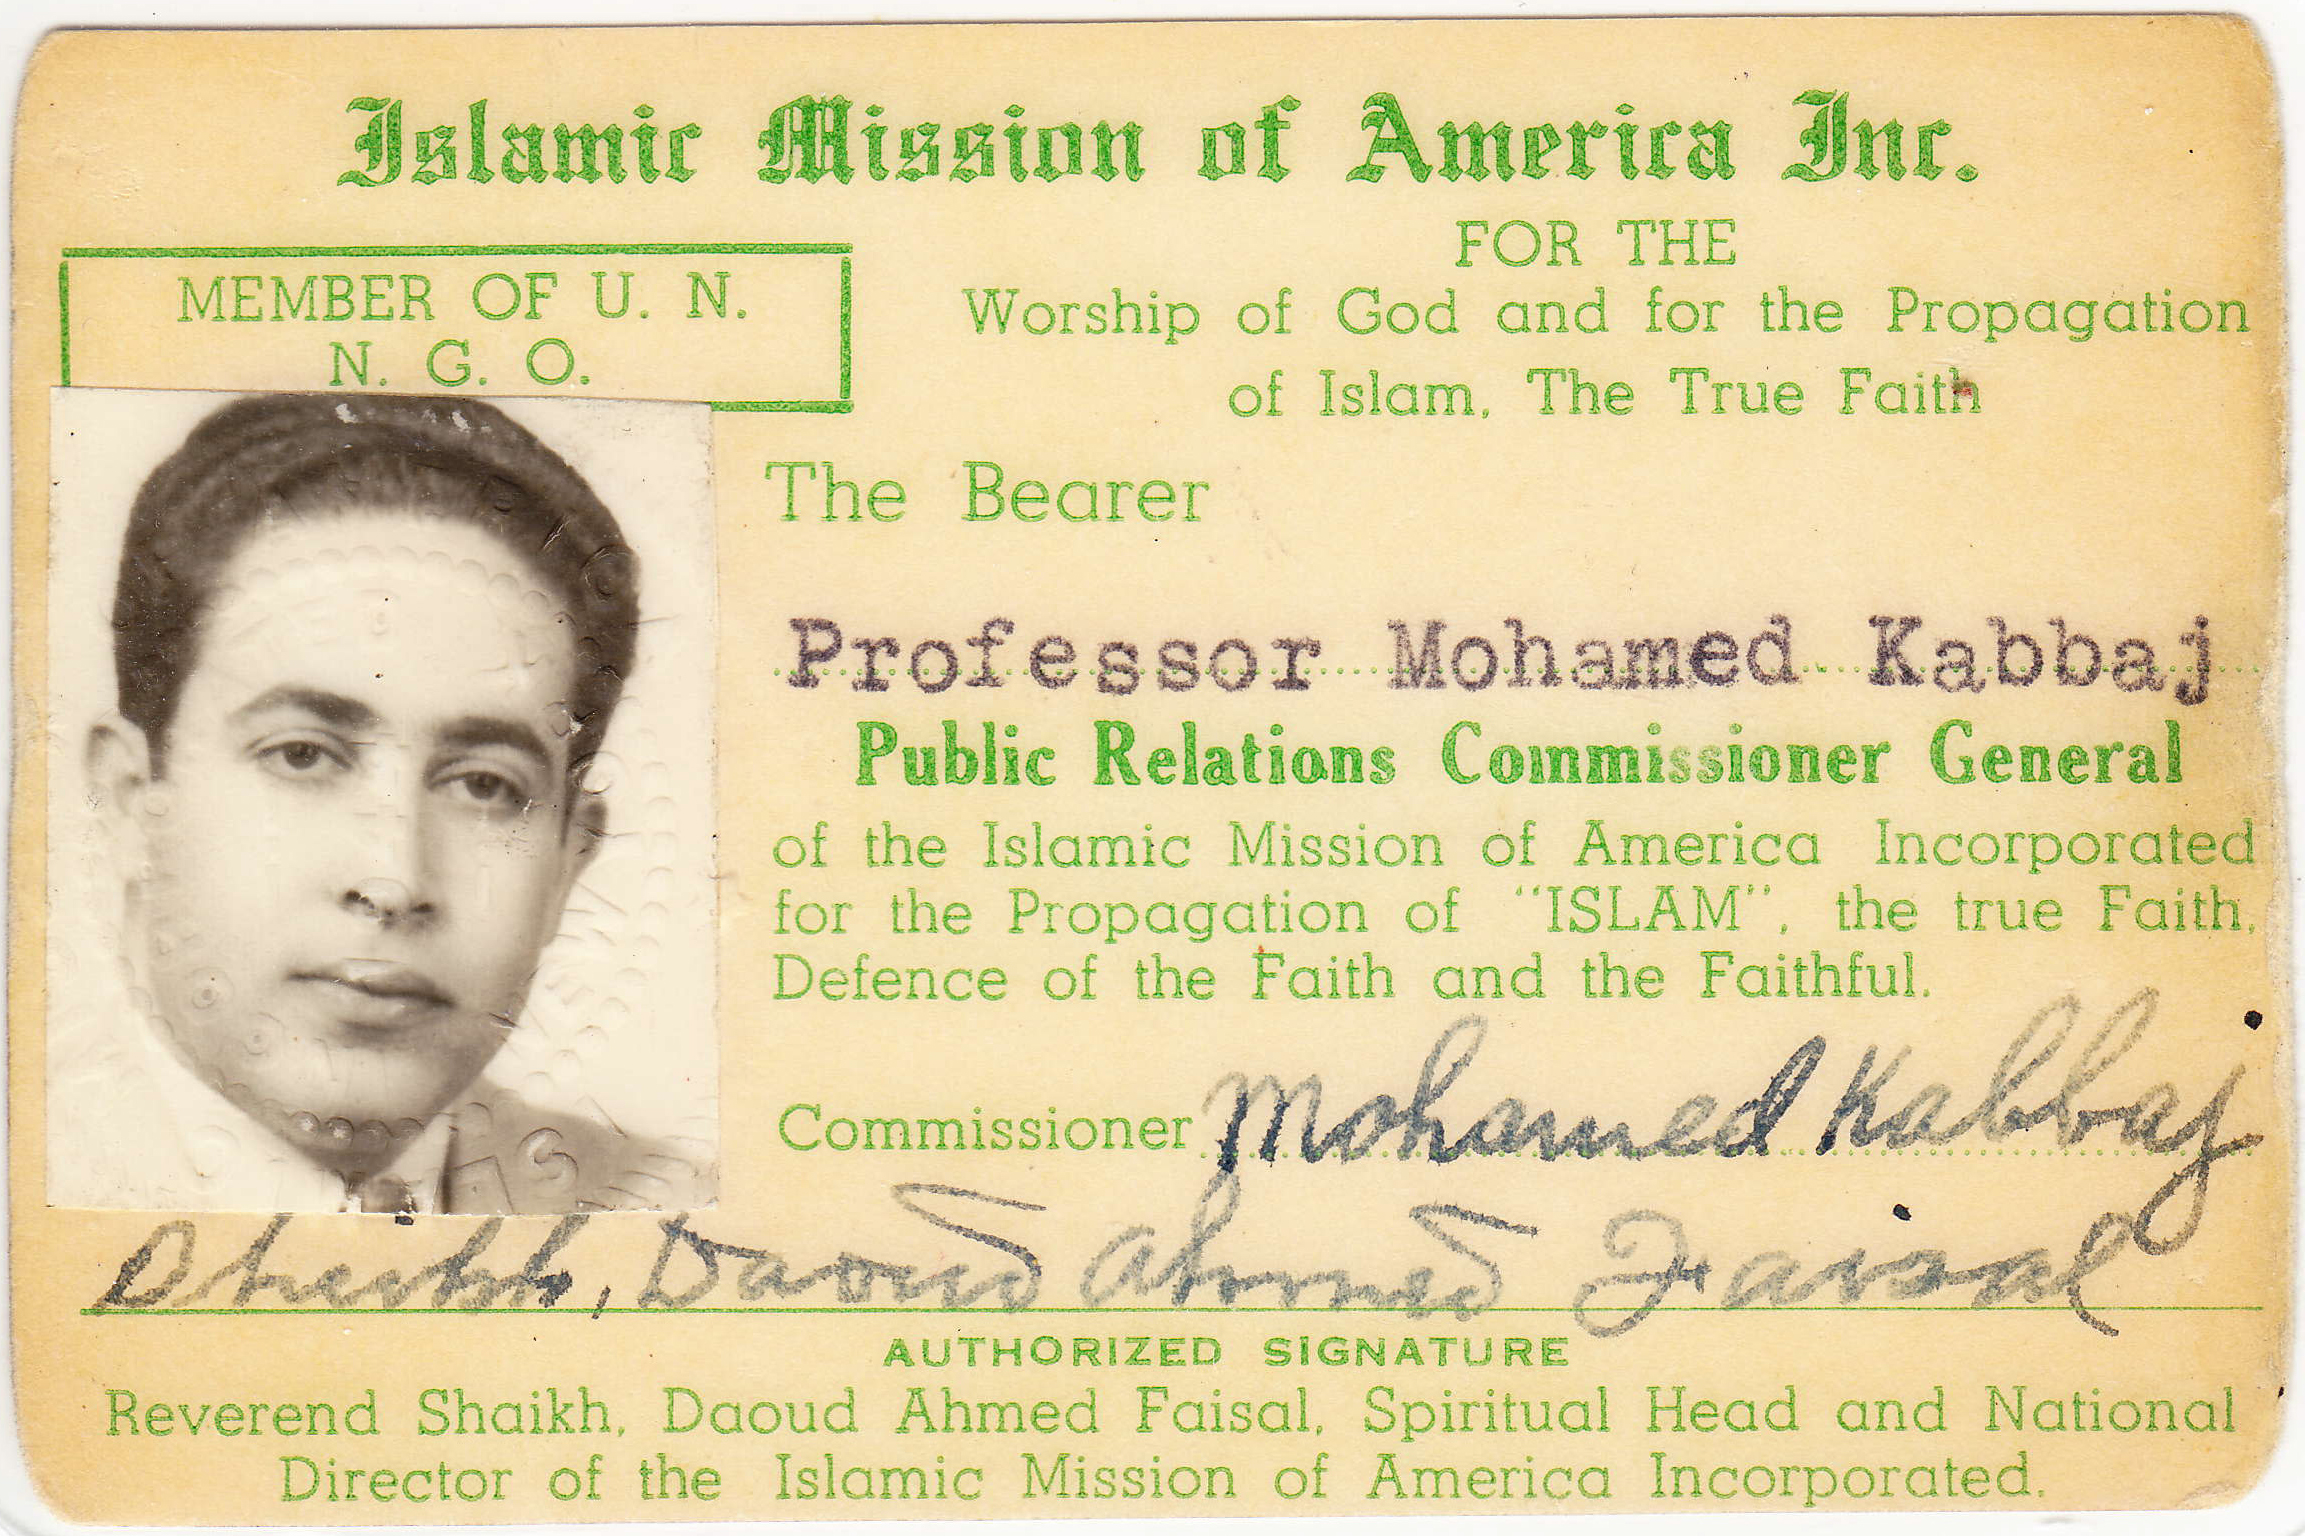 Islamic Mission of America Inc.
MEMBER OF U. N.
N. G. O.
FOR THE
Worship of God and for the Propagation
of Islam, The True Faith
The Bearer
Professor Mohamed Kabbaj
Public Relations Commissioner General
of the Islamic Mission of America Incorporated
for the Propagation of "ISLAM", the true Faith,
Defence of the Faith and the Faithful.
Commissioner Mohamed Kabbaj
Sheikh, Daoud Ahmed Faisal
AUTHORIZED SIGNATURE
Reverend Shaikh, Daoud Ahmed Faisal, Spiritual Head and National
Director of the Islamic Mission of America Incorporated.